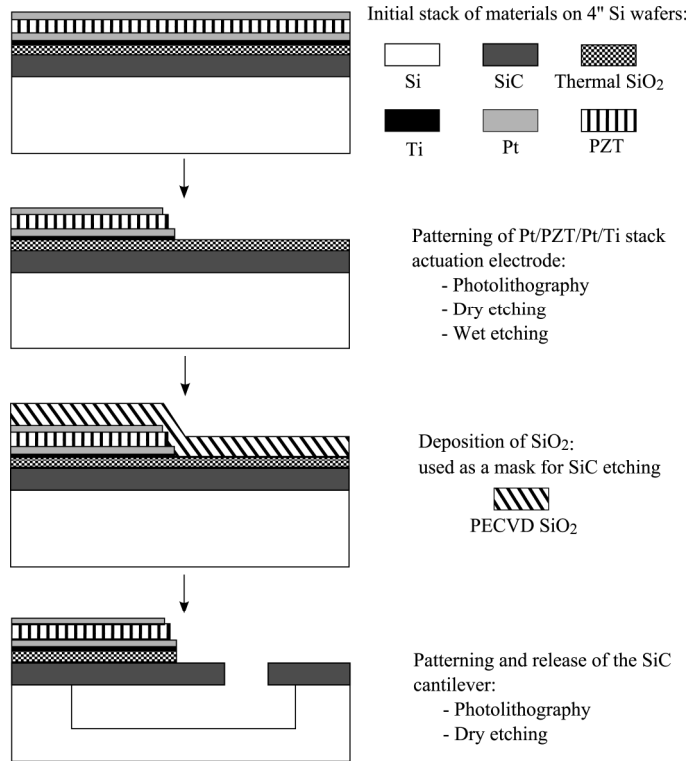 Initial stack of materials on 4" Si wafers:
Si
SiC
Thermal SiO₂
Ti
Pt
PZT
Patterning of Pt/PZT/Pt/Ti stack
actuation electrode:
- Photolithography
- Dry etching
- Wet etching
Deposition of SiO₂:
used as a mask for SiC etching
PECVD SiO₂
Patterning and release of the SiC
cantilever:
- Photolithography
- Dry etching